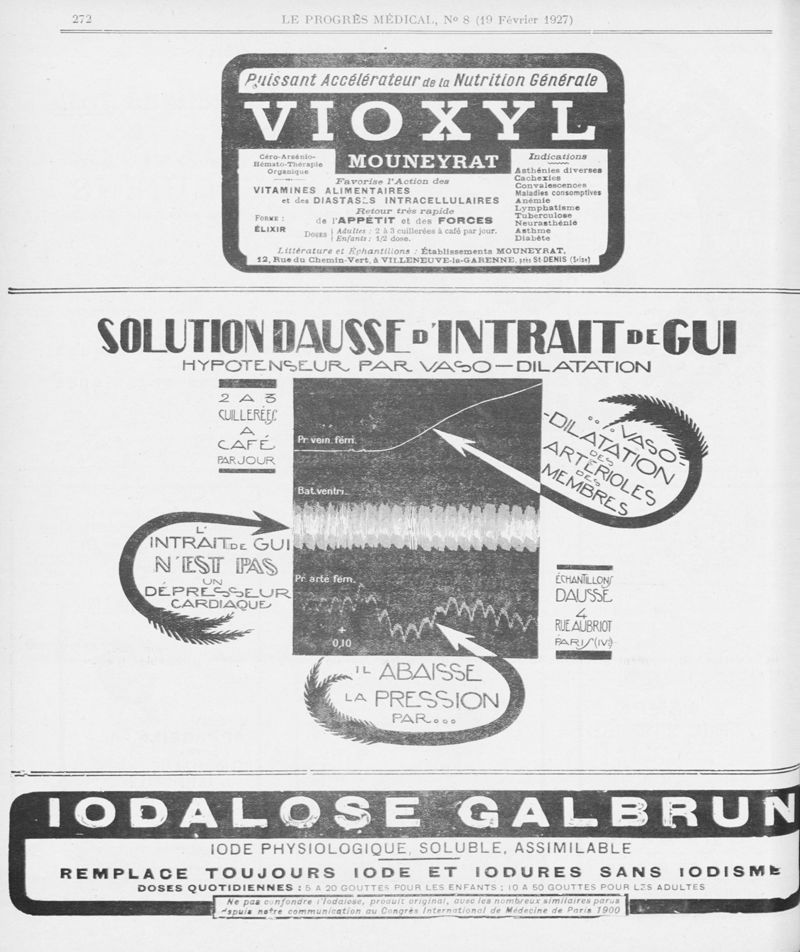 272
LE PROGRÈS MÉDICAL, No 8 (19 Février 1927)
Puissant Accélérateur de la Nutrition Générale
VIOXYL
MOUNEYRAT
Céro-Arsénio-
Hémato-Thérapie
Organique
Favorise l'Action des
VITAMINES ALIMENTAIRES
et des DIASTASES INTRACELLULAIRES
Retour très rapide
de l'APPÉTIT et des FORCES
FORME :
ÉLIXIR
DOSES
Adultes : 2 à 3 cuillerées à café par jour.
Enfants : 1/2 dose.
Indications
Asthénies diverses
Cachexies
Convalescences
Maladies consomptives
Anémie
Lymphatisme
Tuberculose
Neurasthénie
Asthme
Diabète
Littérature et Échantillons : Établissements MOUNEYRAT,
12, Rue du Chemin-Vert, à VILLENEUVE-la-GARENNE, près St-DENIS (Seine)
SOLUTION DAUSSE D'INTRAIT DE GUI
HYPOTENSEUR PAR VASO-DILATATION
2 A 3
CUILLERÉES
A
CAFÉ
PAR JOUR
Pr. vein. fém.
...VASO-
-DILATATION
DES
ARTÉRIOLES
DES
MEMBRES
Bat. ventri.
L'
INTRAIT DE GUI
N'EST PAS
UN
DÉPRESSEUR
CARDIAQUE
Pr. arté fém.
+
0,10
ÉCHANTILLONS
DAUSSE
4
RUE AUBRIOT
PARIS (IVe)
IL ABAISSE
LA PRESSION
PAR...
IODALOSE GALBRUN
IODE PHYSIOLOGIQUE, SOLUBLE, ASSIMILABLE
REMPLACE TOUJOURS IODE ET IODURES SANS IODISME
DOSES QUOTIDIENNES : 5 A 20 GOUTTES POUR LES ENFANTS ; 10 A 50 GOUTTES POUR LES ADULTES
Ne pas confondre l'Iodalose, produit original, avec les nombreux similaires parus
depuis notre communication au Congrès International de Médecine de Paris 1900